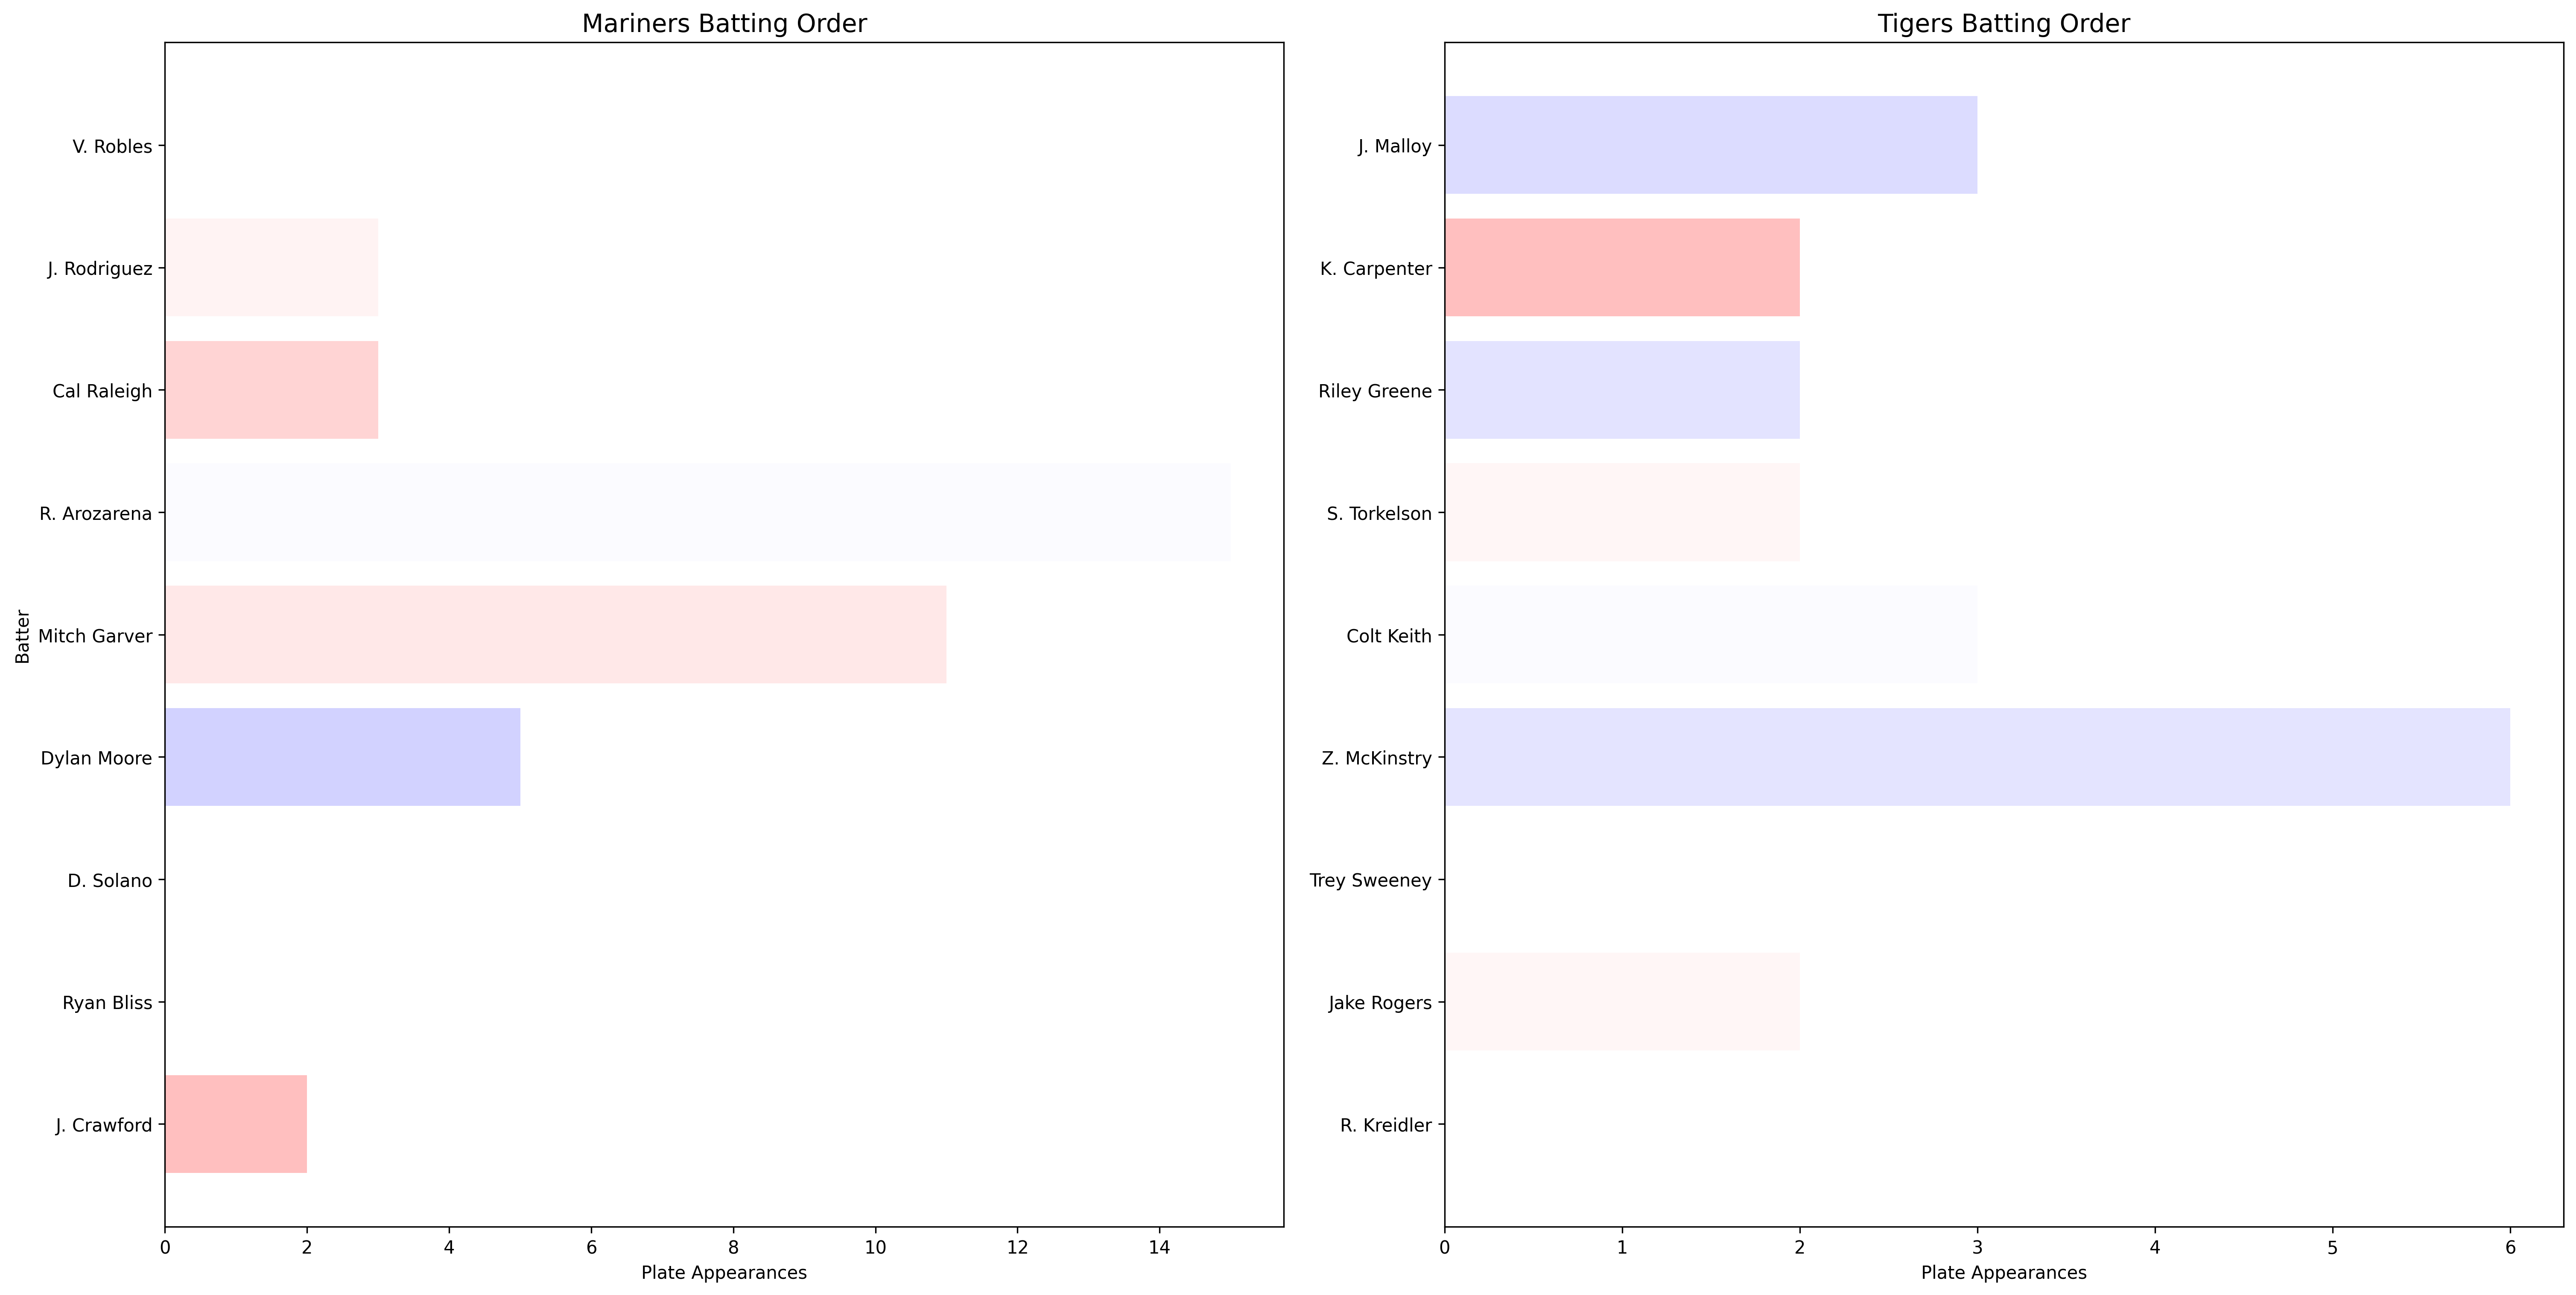 Mariners Batting Order
Batter
V. Robles
J. Rodriguez
Cal Raleigh
R. Arozarena
Mitch Garver
Dylan Moore
D. Solano
Ryan Bliss
J. Crawford
0 2 4 6 8 10 12 14
Plate Appearances
Tigers Batting Order
J. Malloy
K. Carpenter
Riley Greene
S. Torkelson
Colt Keith
Z. McKinstry
Trey Sweeney
Jake Rogers
R. Kreidler
0 1 2 3 4 5 6
Plate Appearances